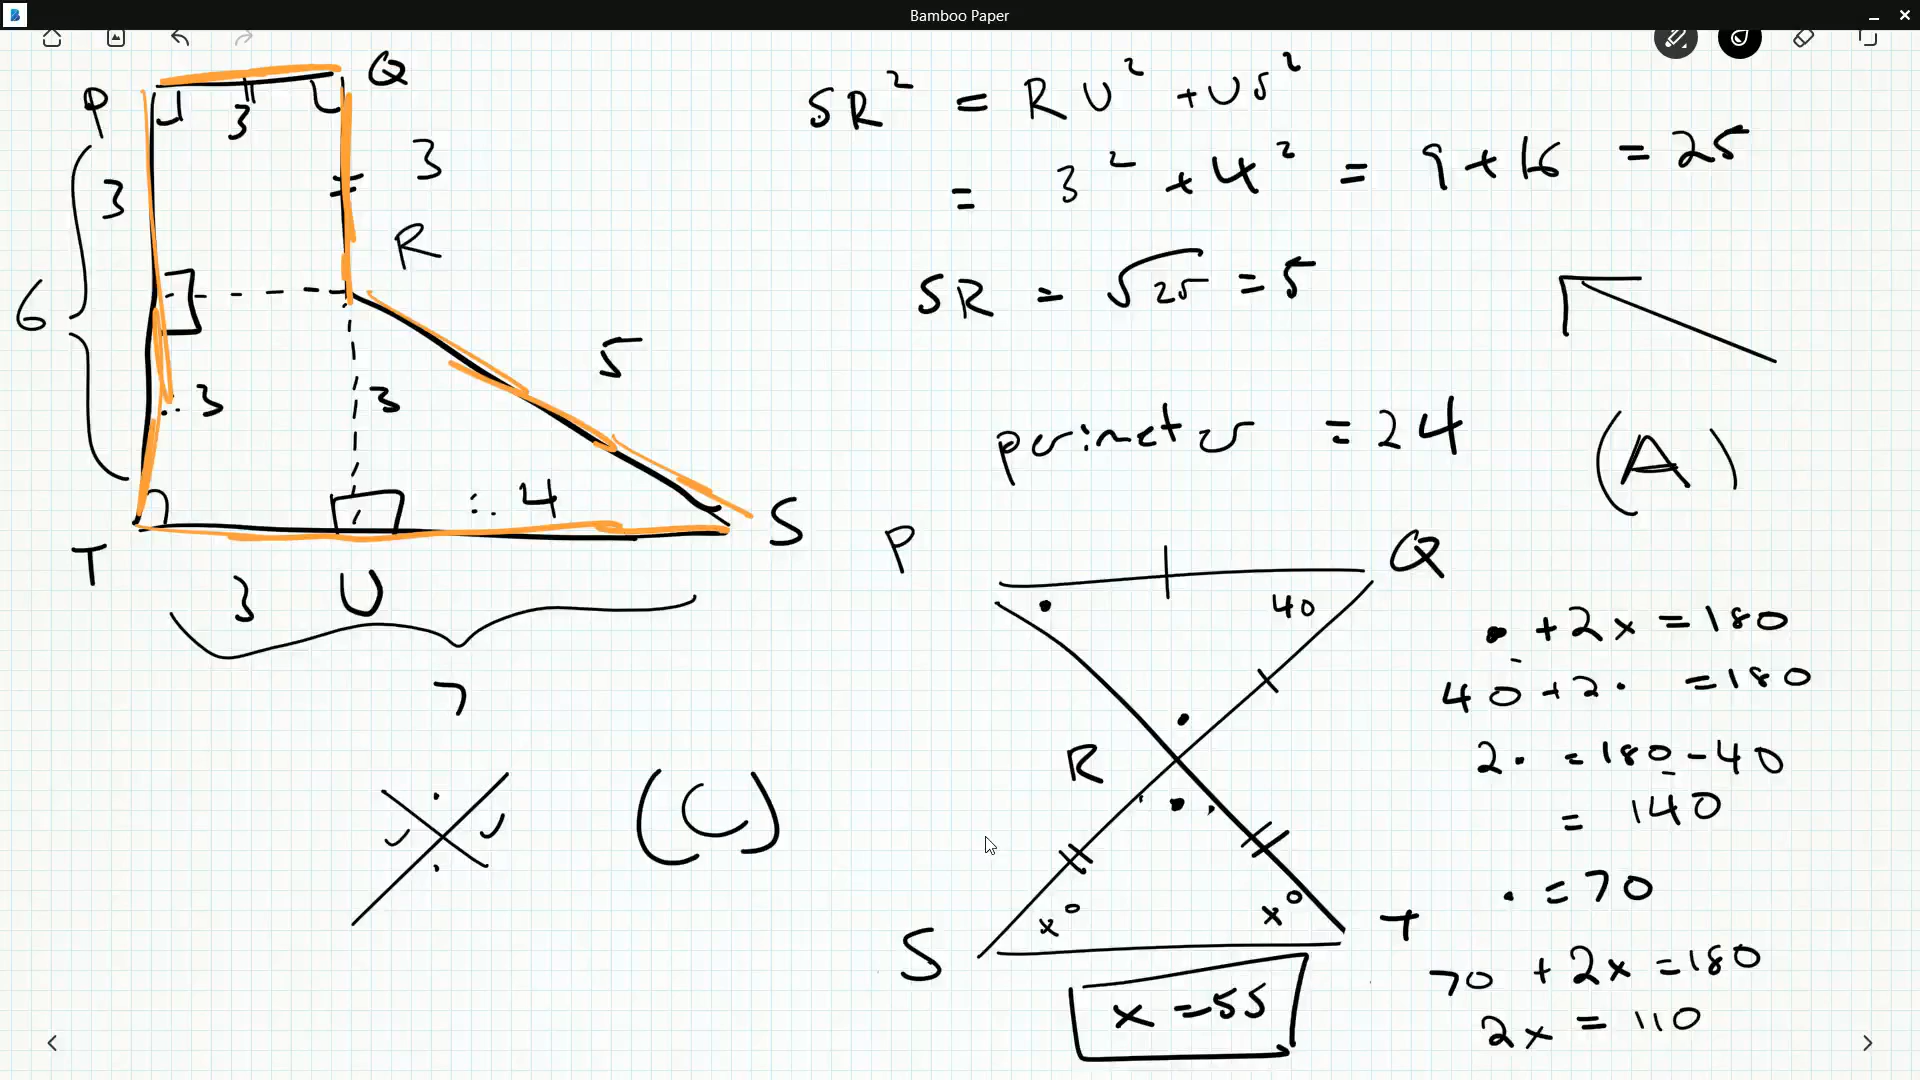 Bamboo Paper
P
Q
3
3
3
R
6
3
3
5
∴ 4
S
T
3
U
7
SR² = RU² + US²
= 3² + 4² = 9 + 16 = 25
SR = √25 = 5
perimeter = 24
(A)
(C)
P
Q
40
R
S
T
x°
x°
x = 55
• + 2x = 180
40 + 2• = 180
2• = 180 - 40
= 140
• = 70
70 + 2x = 180
2x = 110